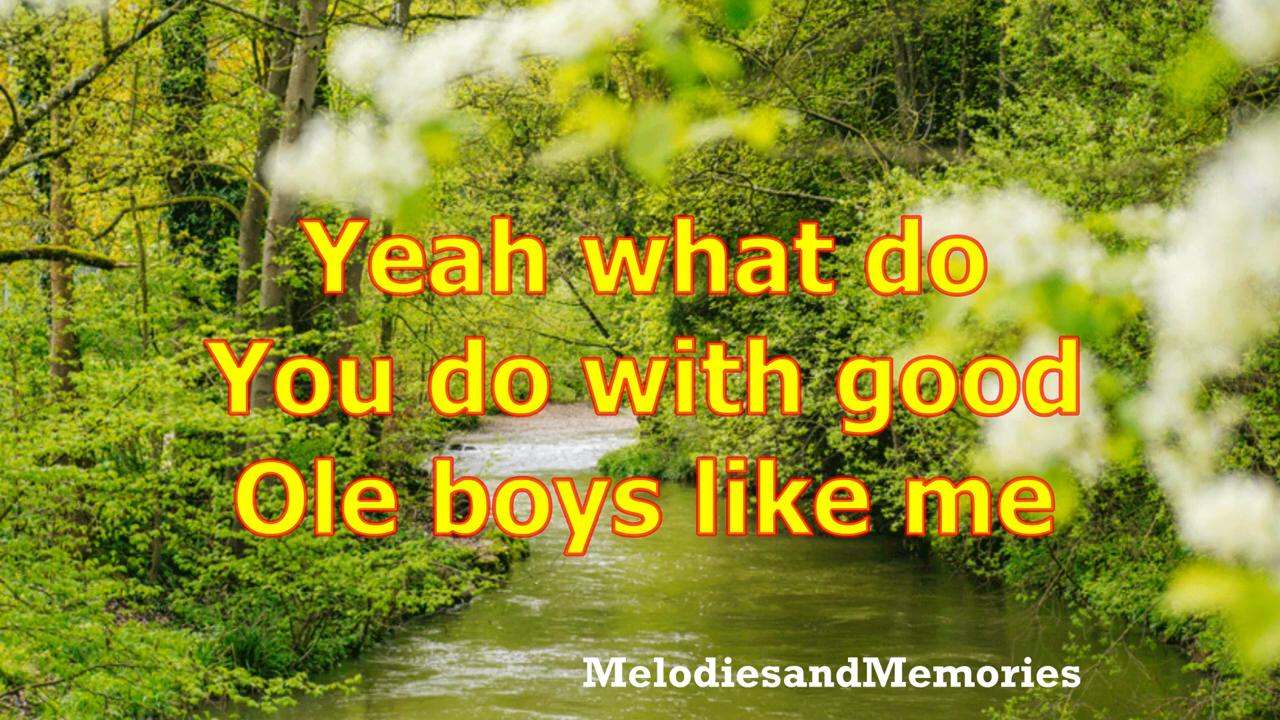 Yeah what do
You do with good
Ole boys like me
MelodiesandMemories